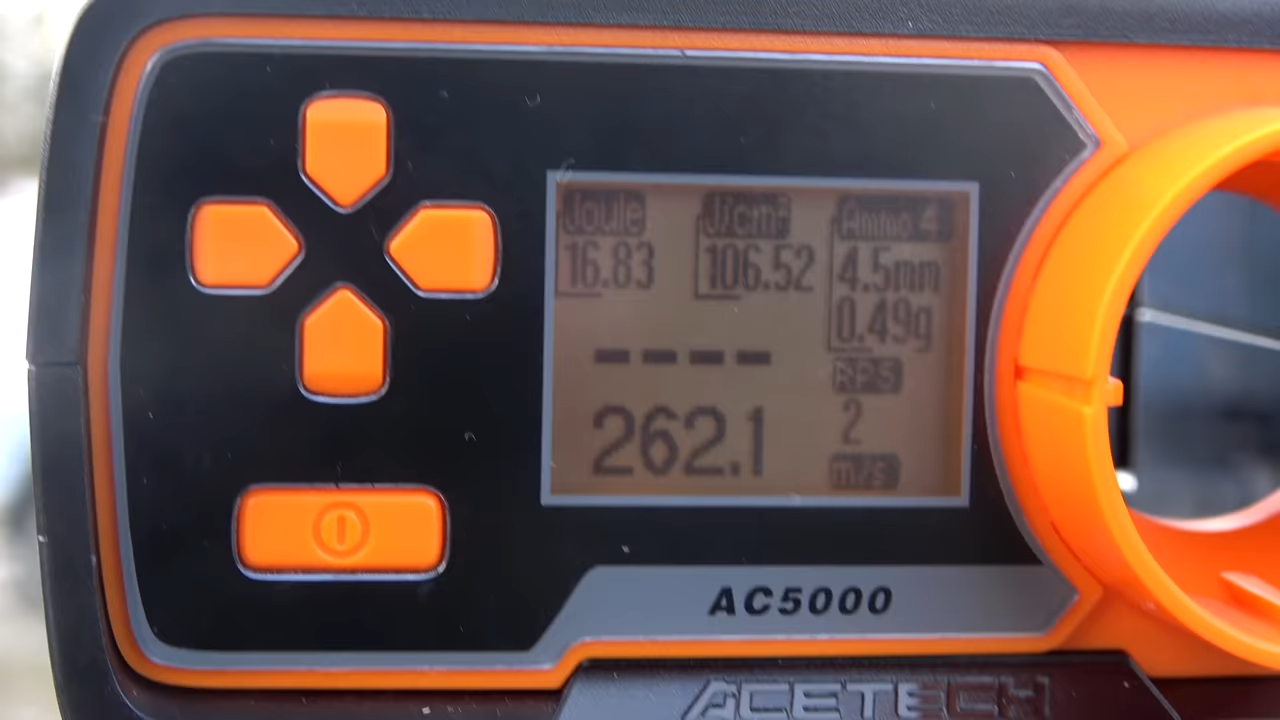 Joule
16.83
J/cm²
106.52
Ammo 4
4.5mm
0.49g
----
262.1
RPS
2
m/s
AC5000
ACETECH